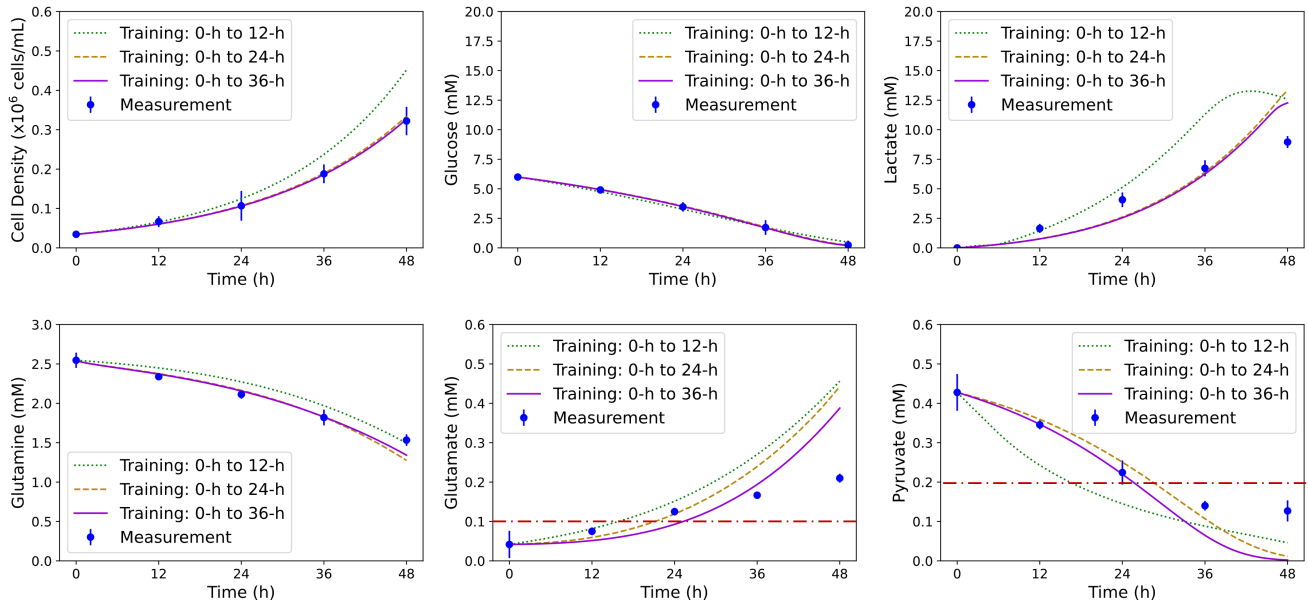 Cell Density (x10⁶ cells/mL)
0.6
0.5
0.4
0.3
0.2
0.1
0.0
Training: 0-h to 12-h
Training: 0-h to 24-h
Training: 0-h to 36-h
Measurement
0 12 24 36 48
Time (h)
Glucose (mM)
20.0
17.5
15.0
12.5
10.0
7.5
5.0
2.5
0.0
Training: 0-h to 12-h
Training: 0-h to 24-h
Training: 0-h to 36-h
Measurement
0 12 24 36 48
Time (h)
Lactate (mM)
20.0
17.5
15.0
12.5
10.0
7.5
5.0
2.5
0.0
Training: 0-h to 12-h
Training: 0-h to 24-h
Training: 0-h to 36-h
Measurement
0 12 24 36 48
Time (h)
Glutamine (mM)
3.0
2.5
2.0
1.5
1.0
0.5
0.0
Training: 0-h to 12-h
Training: 0-h to 24-h
Training: 0-h to 36-h
Measurement
0 12 24 36 48
Time (h)
Glutamate (mM)
0.6
0.5
0.4
0.3
0.2
0.1
0.0
Training: 0-h to 12-h
Training: 0-h to 24-h
Training: 0-h to 36-h
Measurement
0 12 24 36 48
Time (h)
Pyruvate (mM)
0.6
0.5
0.4
0.3
0.2
0.1
0.0
Training: 0-h to 12-h
Training: 0-h to 24-h
Training: 0-h to 36-h
Measurement
0 12 24 36 48
Time (h)